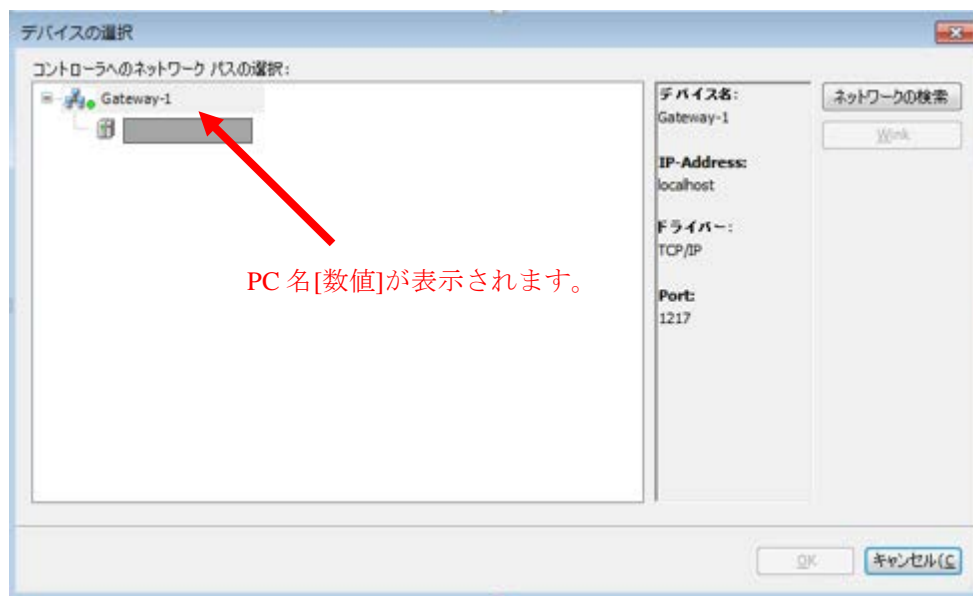 デバイスの選択
コントローラへのネットワーク パスの選択:
Gateway-1
PC 名[数値]が表示されます。
デバイス名:
Gateway-1
IP-Address:
localhost
ドライバー:
TCP/IP
Port:
1217
ネットワークの検索
Wink
OK
キャンセル(C